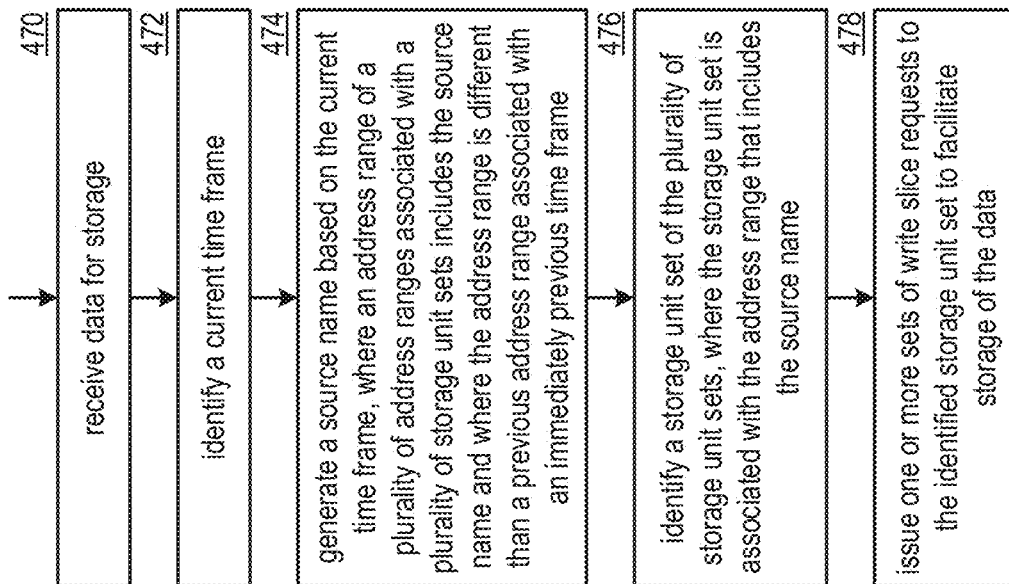 470
receive data for storage
472
identify a current time frame
474
generate a source name based on the current
time frame, where an address range of a
plurality of address ranges associated with a
plurality of storage unit sets includes the source
name and where the address range is different
than a previous address range associated with
an immediately previous time frame
476
identify a storage unit set of the plurality of
storage unit sets, where the storage unit set is
associated with the address range that includes
the source name
478
issue one or more sets of write slice requests to
the identified storage unit set to facilitate
storage of the data